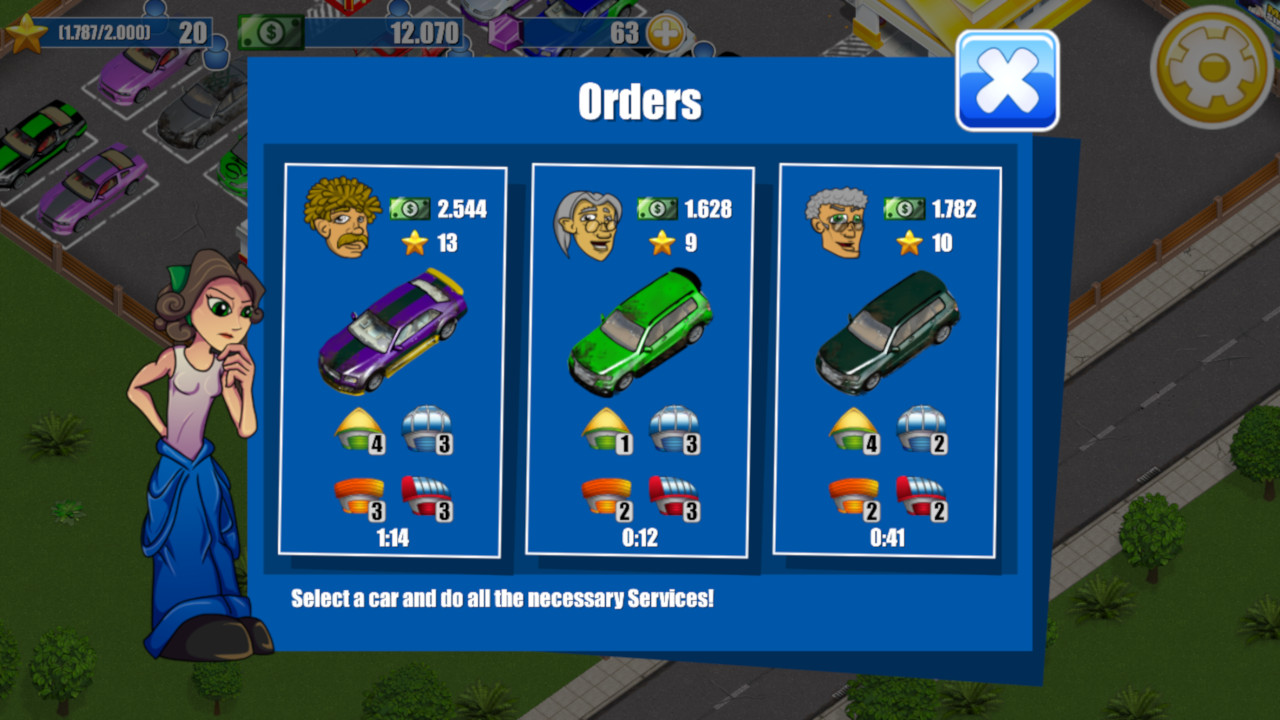 (1.787/2.000) 20 12.070 63
Orders
2.544 1.628 1.782
13 9 10
4 3 1 3 4 2
3 3 2 3 2 2
1:14 0:12 0:41
Select a car and do all the necessary Services!